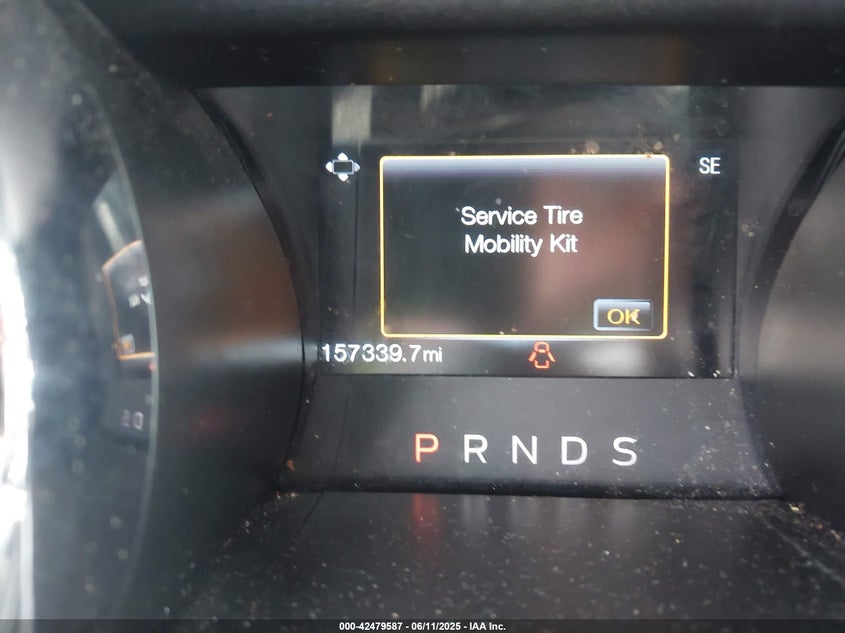 SE
Service Tire
Mobility Kit
OK
157339.7mi
P R N D S
000-42479587 - 06/11/2025 - IAA Inc.